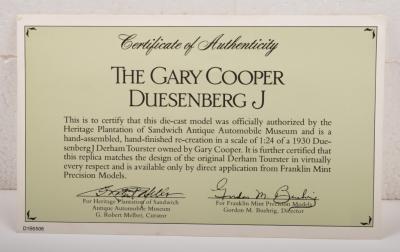 Certificate of Authenticity
THE GARY COOPER
DUESENBERG J
This is to certify that this die-cast model was officially authorized by the
Heritage Plantation of Sandwich Antique Automobile Museum and is a
hand-assembled, hand-finished re-creation in a scale of 1:24 of a 1930 Due-
senberg J Derham Tourster owned by Gary Cooper. It is further certified that
this replica matches the design of the original Derham Tourster in virtually
every respect and is available only by direct application from Franklin Mint
Precision Models.
For Heritage Plantation of Sandwich
Antique Automobile Museum
G. Robert Melber, Curator
Gordon M. Buehrig
For Franklin Mint Precision Models
Gordon M. Buehrig, Director
D1B6506